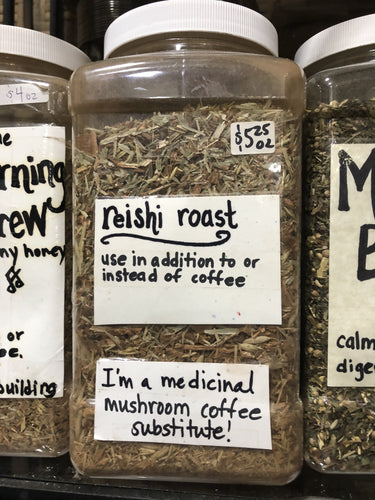 $4 oz
rning
rew
ny honey
&
or
ee.
building
$5.25
oz
reishi roast
use in addition to or
instead of coffee
I'm a medicinal
mushroom coffee
substitute!
M
B
calm
diges